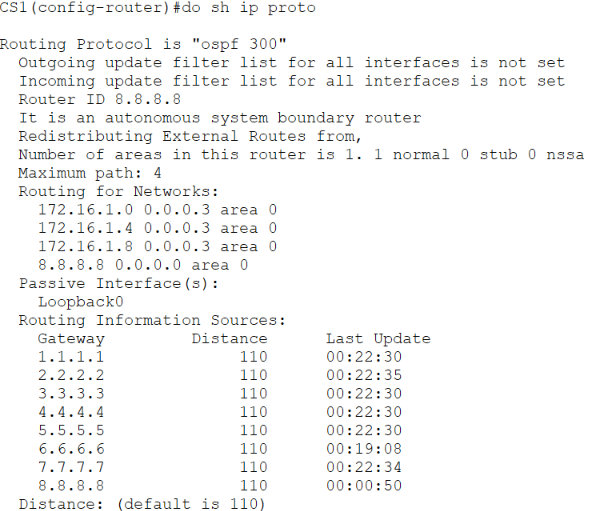 CS1(config-router)#do sh ip proto
Routing Protocol is "ospf 300"
Outgoing update filter list for all interfaces is not set
Incoming update filter list for all interfaces is not set
Router ID 8.8.8.8
It is an autonomous system boundary router
Redistributing External Routes from,
Number of areas in this router is 1. 1 normal 0 stub 0 nssa
Maximum path: 4
Routing for Networks:
172.16.1.0 0.0.0.3 area 0
172.16.1.4 0.0.0.3 area 0
172.16.1.8 0.0.0.3 area 0
8.8.8.8 0.0.0.0 area 0
Passive Interface(s):
Loopback0
Routing Information Sources:
Gateway Distance Last Update
1.1.1.1 110 00:22:30
2.2.2.2 110 00:22:35
3.3.3.3 110 00:22:30
4.4.4.4 110 00:22:30
5.5.5.5 110 00:22:30
6.6.6.6 110 00:19:08
7.7.7.7 110 00:22:34
8.8.8.8 110 00:00:50
Distance: (default is 110)